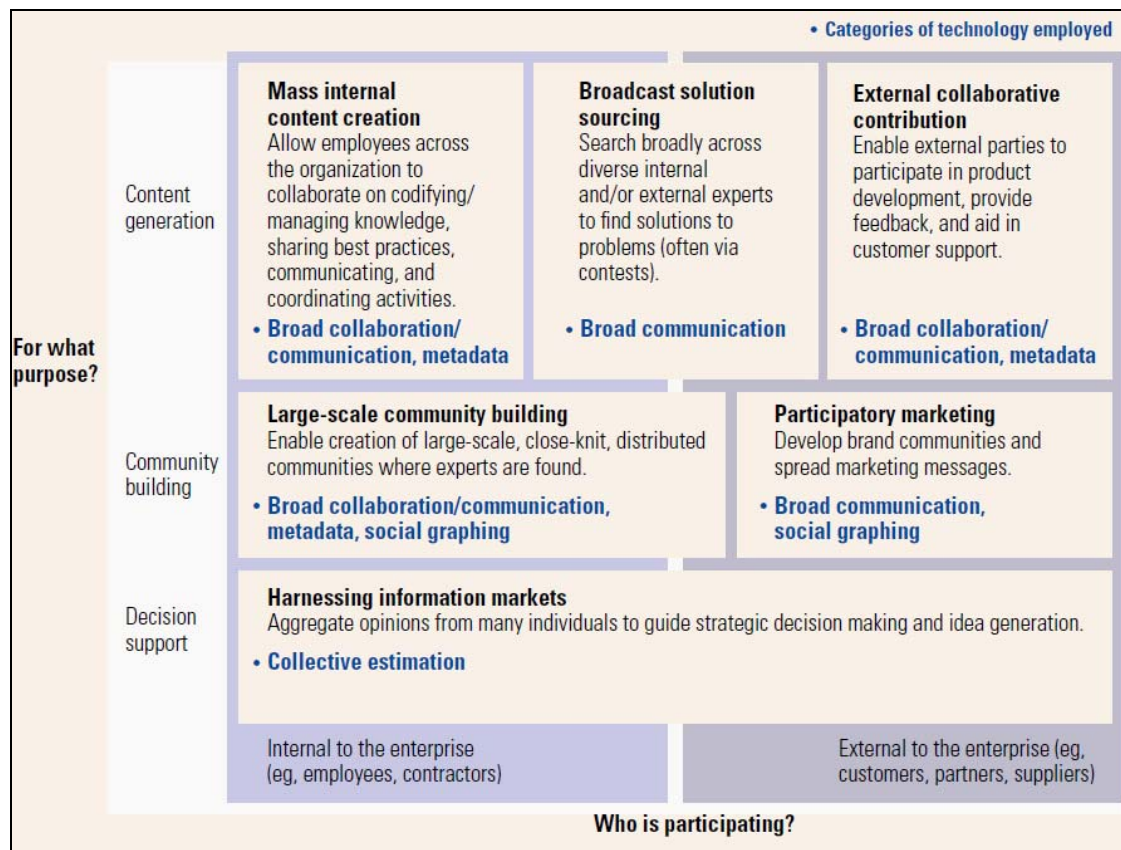 • Categories of technology employed
Mass internal
content creation
Allow employees across
the organization to
collaborate on codifying/
managing knowledge,
sharing best practices,
communicating, and
coordinating activities.
• Broad collaboration/
communication, metadata
Broadcast solution
sourcing
Search broadly across
diverse internal
and/or external experts
to find solutions to
problems (often via
contests).
• Broad communication
External collaborative
contribution
Enable external parties to
participate in product
development, provide
feedback, and aid in
customer support.
• Broad collaboration/
communication, metadata
Content
generation
For what
purpose?
Large-scale community building
Enable creation of large-scale, close-knit, distributed
communities where experts are found.
• Broad collaboration/communication,
metadata, social graphing
Participatory marketing
Develop brand communities and
spread marketing messages.
• Broad communication,
social graphing
Community
building
Harnessing information markets
Aggregate opinions from many individuals to guide strategic decision making and idea generation.
• Collective estimation
Decision
support
Internal to the enterprise
(eg, employees, contractors)
External to the enterprise (eg,
customers, partners, suppliers)
Who is participating?